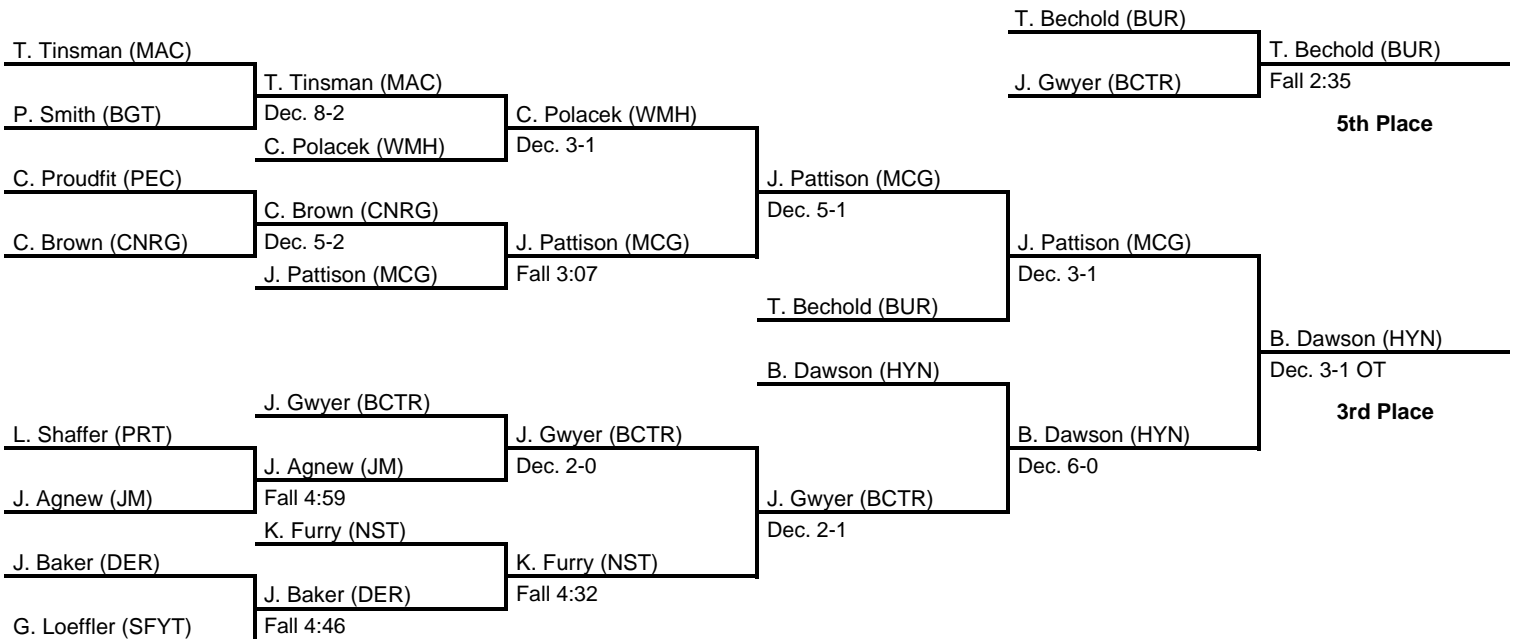 T. Bechold (BUR)
T. Tinsman (MAC)
T. Bechold (BUR)
T. Tinsman (MAC)
J. Gwyer (BCTR)
Fall 2:35
P. Smith (BGT)
Dec. 8-2
C. Polacek (WMH)
5th Place
C. Polacek (WMH)
Dec. 3-1
C. Proudfit (PEC)
J. Pattison (MCG)
C. Brown (CNRG)
Dec. 5-1
C. Brown (CNRG)
Dec. 5-2
J. Pattison (MCG)
J. Pattison (MCG)
J. Pattison (MCG)
Fall 3:07
Dec. 3-1
T. Bechold (BUR)
B. Dawson (HYN)
B. Dawson (HYN)
Dec. 3-1 OT
J. Gwyer (BCTR)
3rd Place
L. Shaffer (PRT)
J. Gwyer (BCTR)
B. Dawson (HYN)
J. Agnew (JM)
Dec. 2-0
Dec. 6-0
J. Agnew (JM)
Fall 4:59
J. Gwyer (BCTR)
K. Furry (NST)
Dec. 2-1
J. Baker (DER)
K. Furry (NST)
J. Baker (DER)
Fall 4:32
G. Loeffler (SFYT)
Fall 4:46